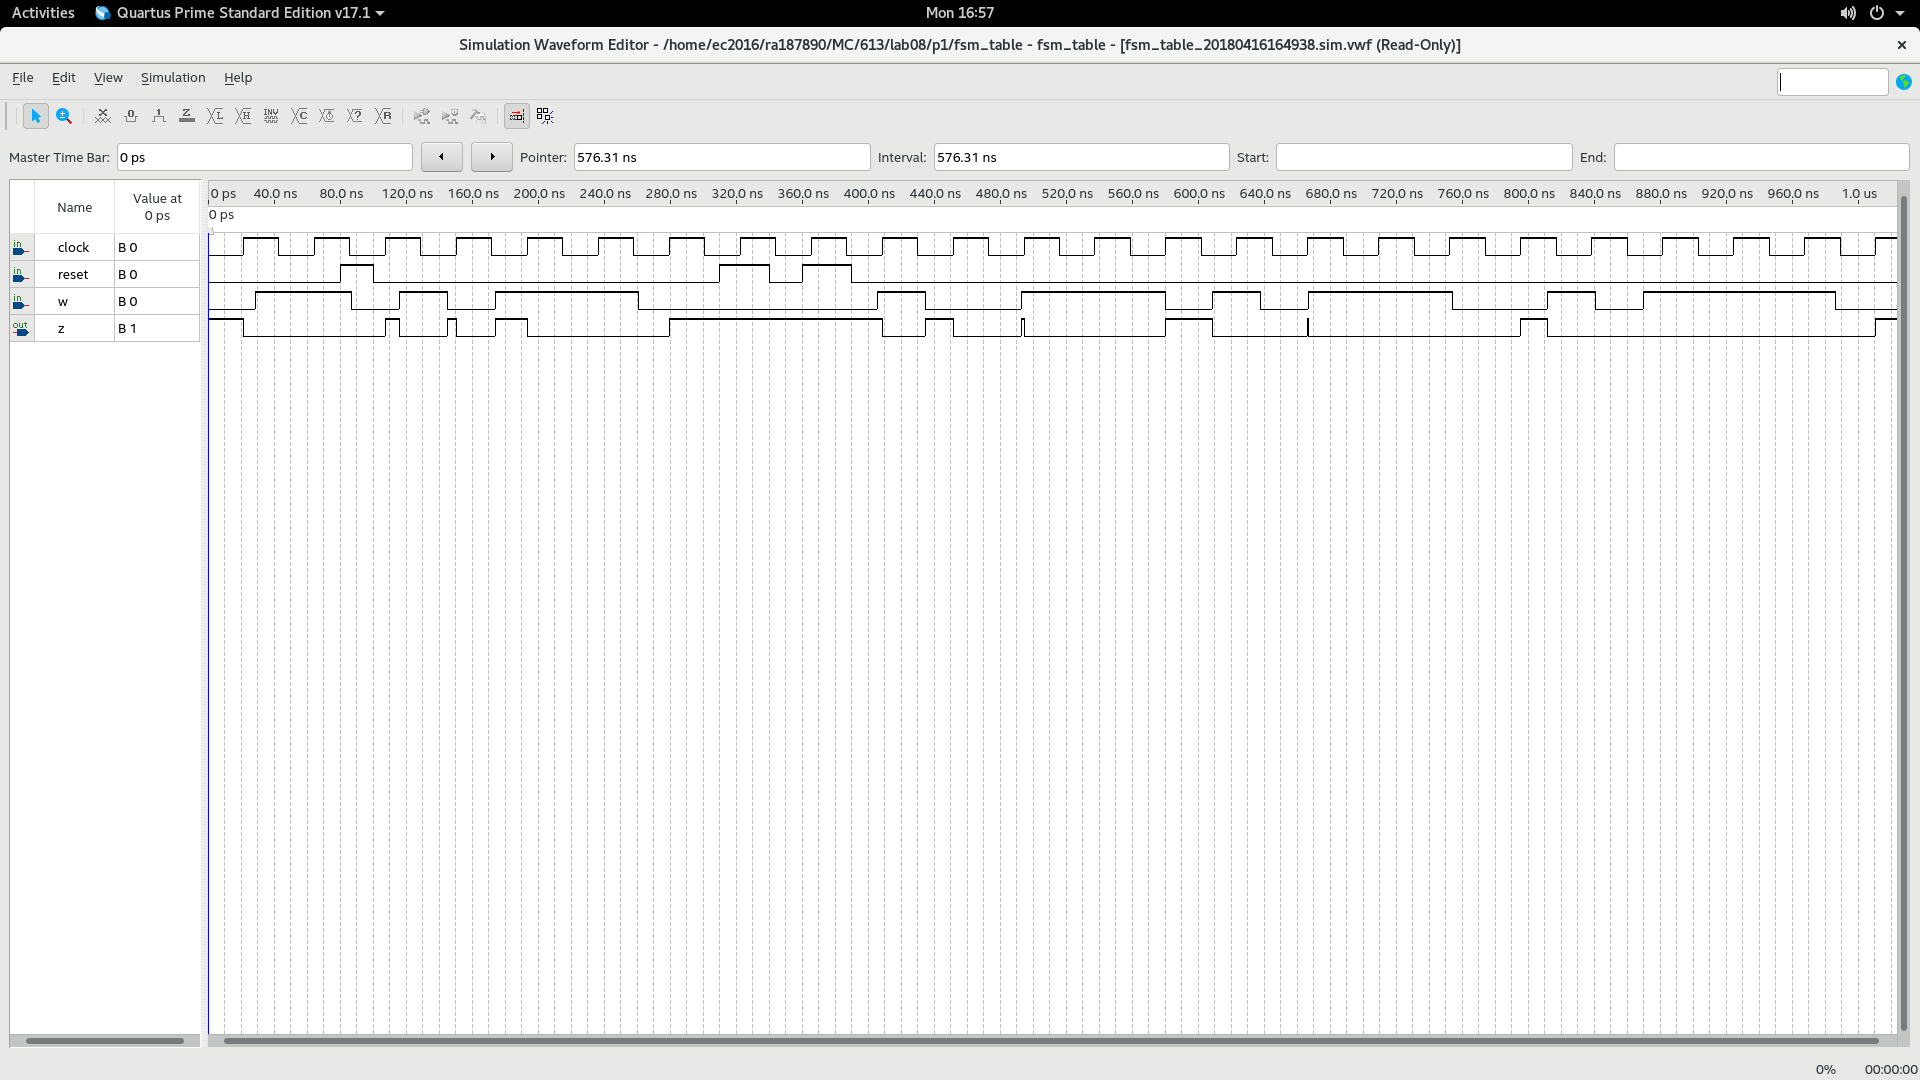 Activities Quartus Prime Standard Edition v17.1 Mon 16:57
Simulation Waveform Editor - /home/ec2016/ra187890/MC/613/lab08/p1/fsm_table - fsm_table - [fsm_table_20180416164938.sim.vwf (Read-Only)]
File Edit View Simulation Help
Master Time Bar: 0 ps Pointer: 576.31 ns Interval: 576.31 ns Start: End:
Name Value at 0 ps
0 ps 40.0 ns 80.0 ns 120.0 ns 160.0 ns 200.0 ns 240.0 ns 280.0 ns 320.0 ns 360.0 ns 400.0 ns 440.0 ns 480.0 ns 520.0 ns 560.0 ns 600.0 ns 640.0 ns 680.0 ns 720.0 ns 760.0 ns 800.0 ns 840.0 ns 880.0 ns 920.0 ns 960.0 ns 1.0 us
0 ps
in clock B 0
in reset B 0
in w B 0
out z B 1
0% 00:00:00